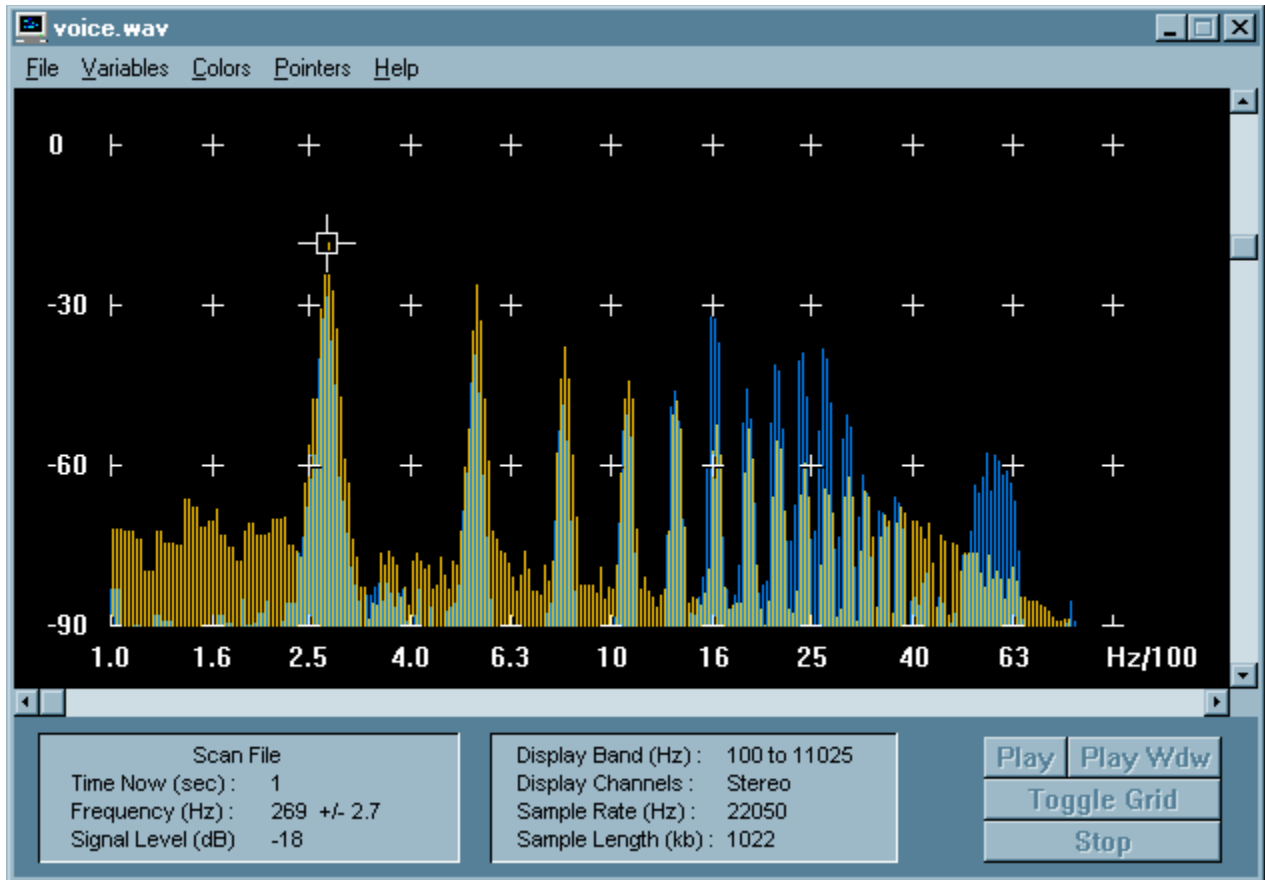 voice.wav
File Variables Colors Pointers Help
0
-30
-60
-90
1.0 1.6 2.5 4.0 6.3 10 16 25 40 63 Hz/100
Scan File
Time Now (sec) : 1
Frequency (Hz) : 269 +/- 2.7
Signal Level (dB) -18
Display Band (Hz) : 100 to 11025
Display Channels : Stereo
Sample Rate (Hz) : 22050
Sample Length (kb) : 1022
Play Play Wdw
Toggle Grid
Stop